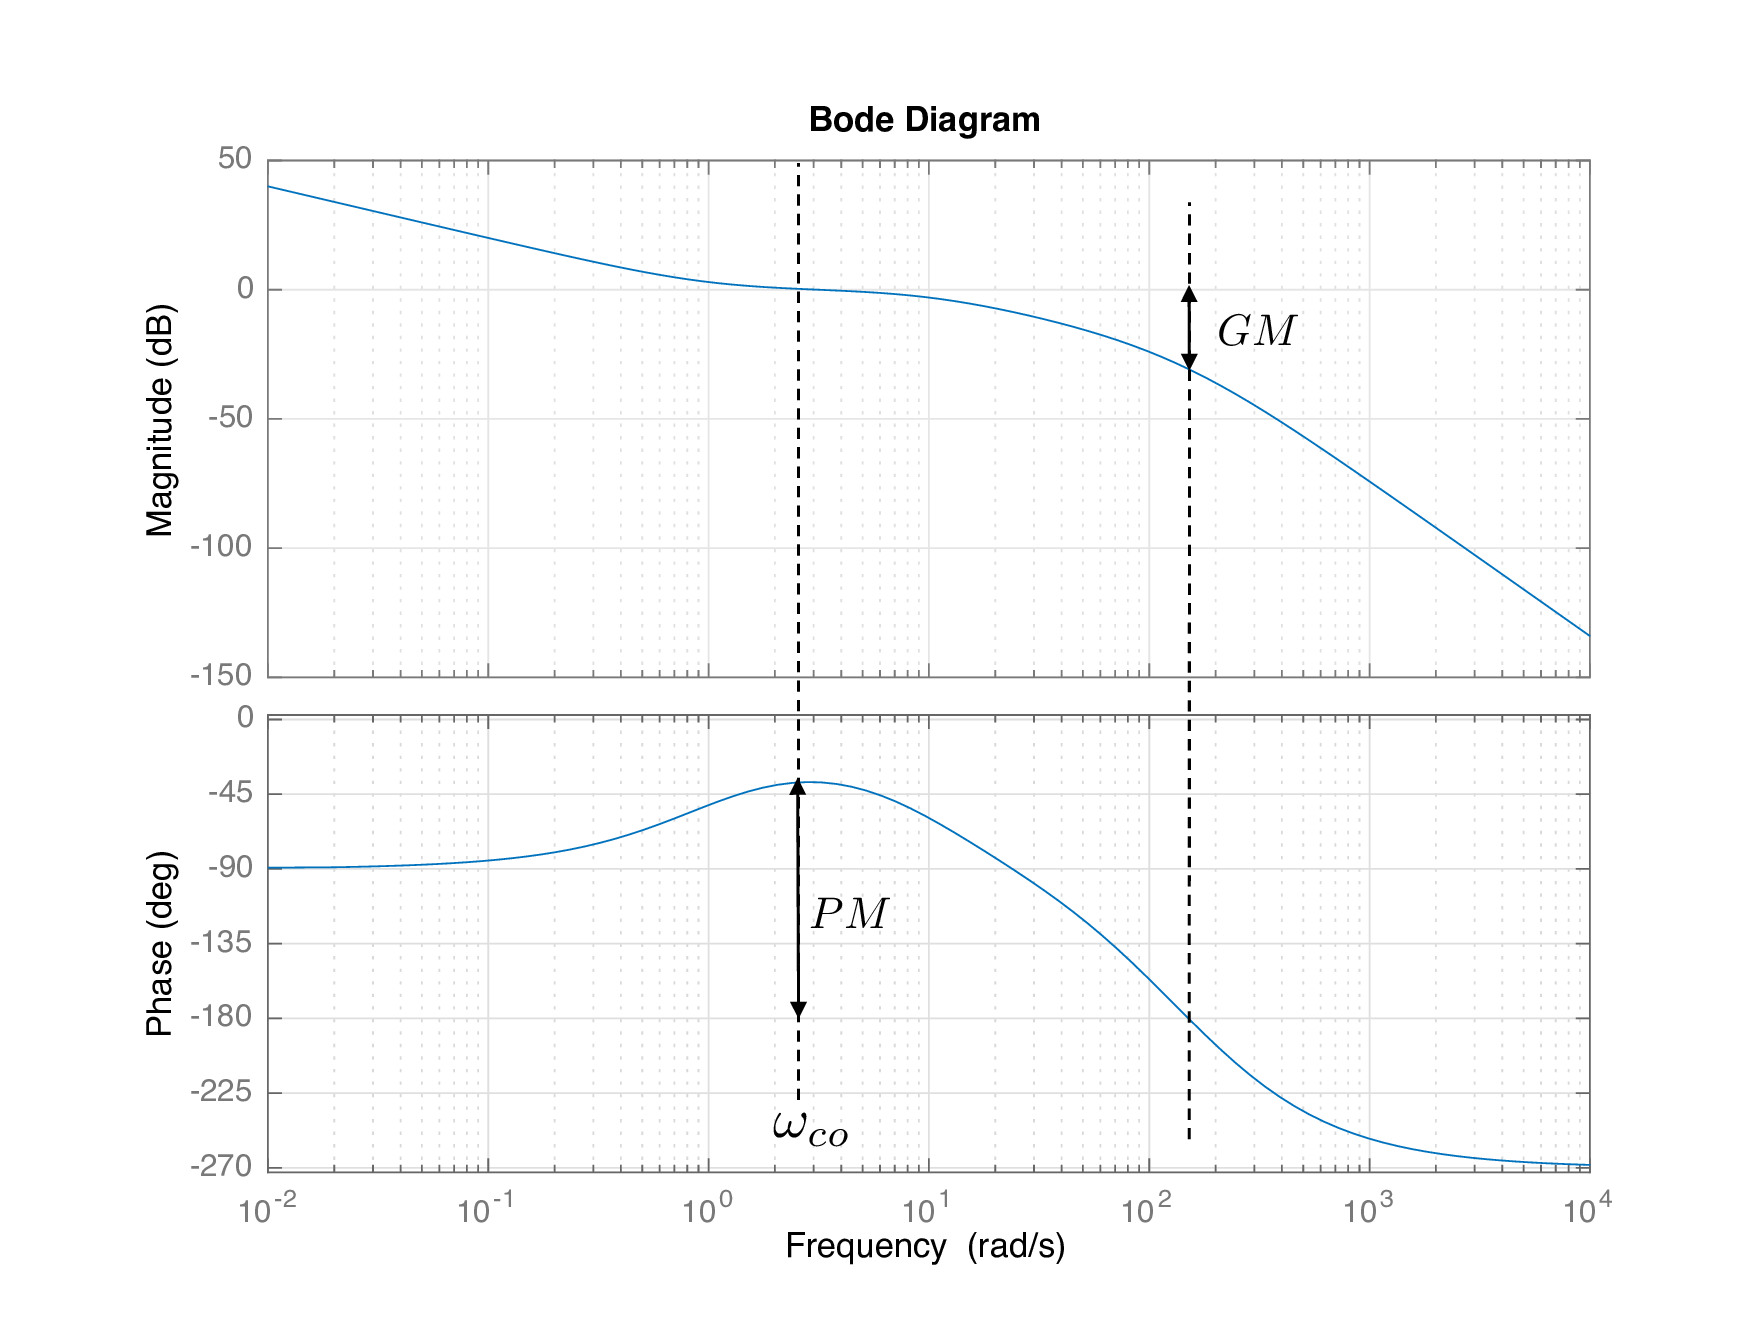 Bode Diagram
50
0
-50
-100
-150
Magnitude (dB)
GM
0
-45
-90
-135
-180
-225
-270
Phase (deg)
PM
ω_co
10^-2 10^-1 10^0 10^1 10^2 10^3 10^4
Frequency (rad/s)